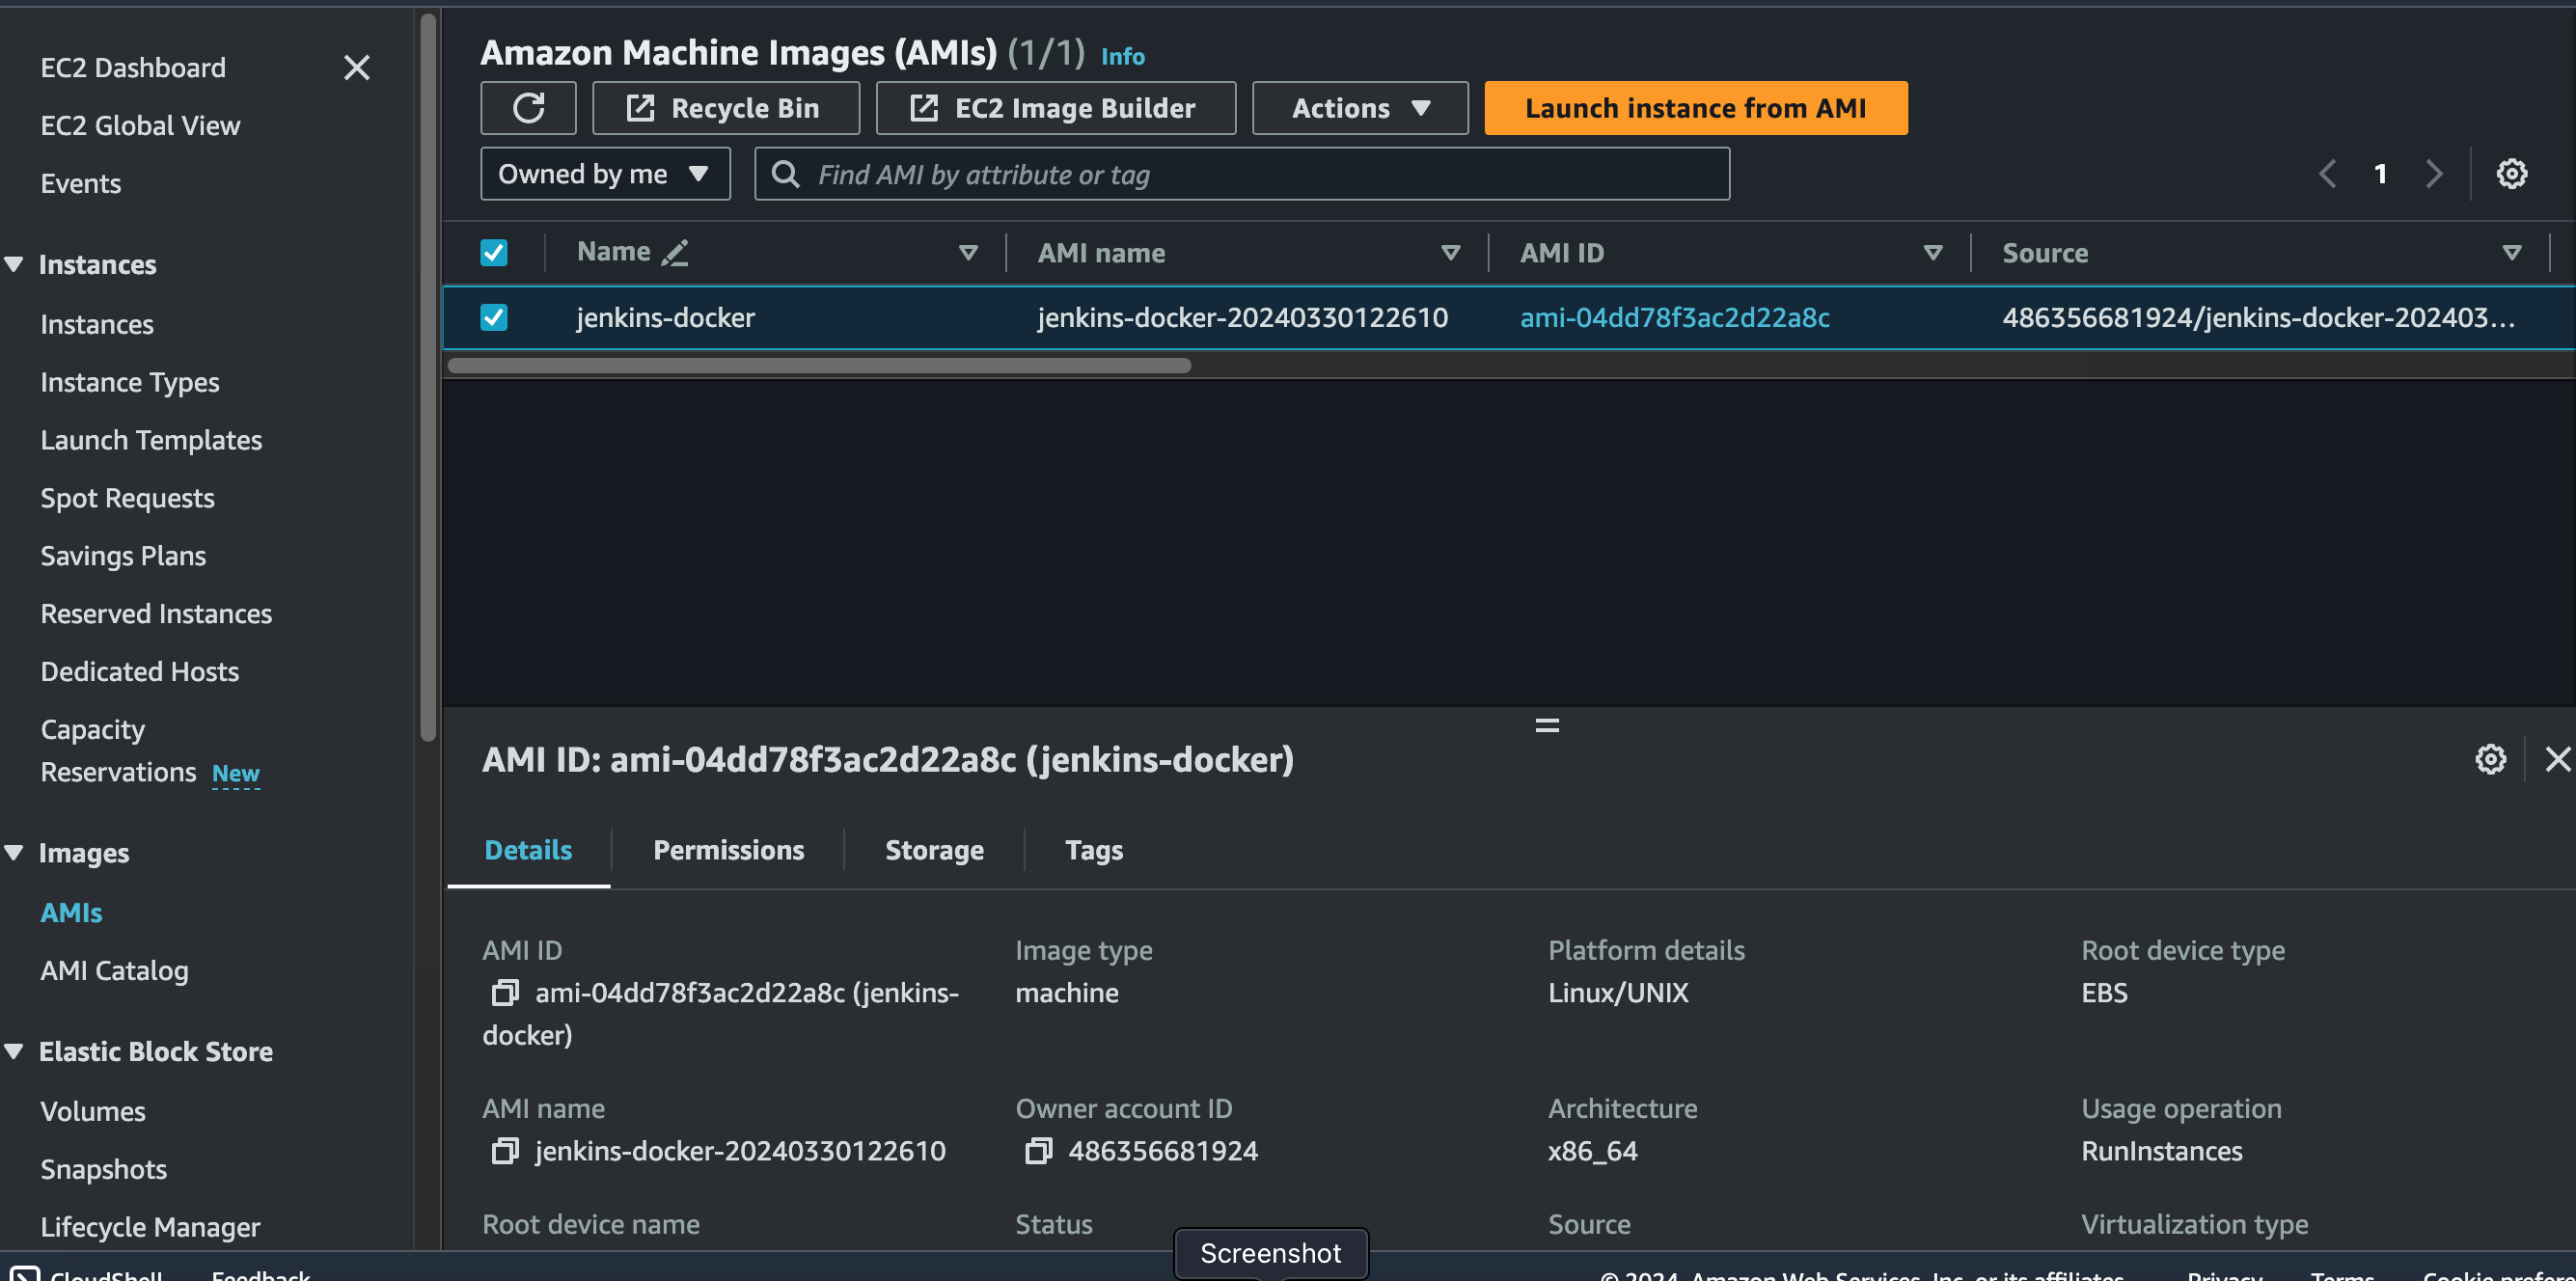 EC2 Dashboard
EC2 Global View
Events
Instances
Instances
Instance Types
Launch Templates
Spot Requests
Savings Plans
Reserved Instances
Dedicated Hosts
Capacity
Reservations New
Images
AMIs
AMI Catalog
Elastic Block Store
Volumes
Snapshots
Lifecycle Manager
Amazon Machine Images (AMIs) (1/1) Info
Recycle Bin EC2 Image Builder Actions Launch instance from AMI
Owned by me Find AMI by attribute or tag 1
Name AMI name AMI ID Source
jenkins-docker jenkins-docker-20240330122610 ami-04dd78f3ac2d22a8c 486356681924/jenkins-docker-202403...
AMI ID: ami-04dd78f3ac2d22a8c (jenkins-docker)
Details Permissions Storage Tags
AMI ID
ami-04dd78f3ac2d22a8c (jenkins-
docker)
Image type
machine
Platform details
Linux/UNIX
Root device type
EBS
AMI name
jenkins-docker-20240330122610
Owner account ID
486356681924
Architecture
x86_64
Usage operation
RunInstances
Root device name Status Source Virtualization type
Screenshot
CloudShell Feedback © 2024, Amazon Web Services, Inc. or its affiliates. Privacy Terms Cookie prefere